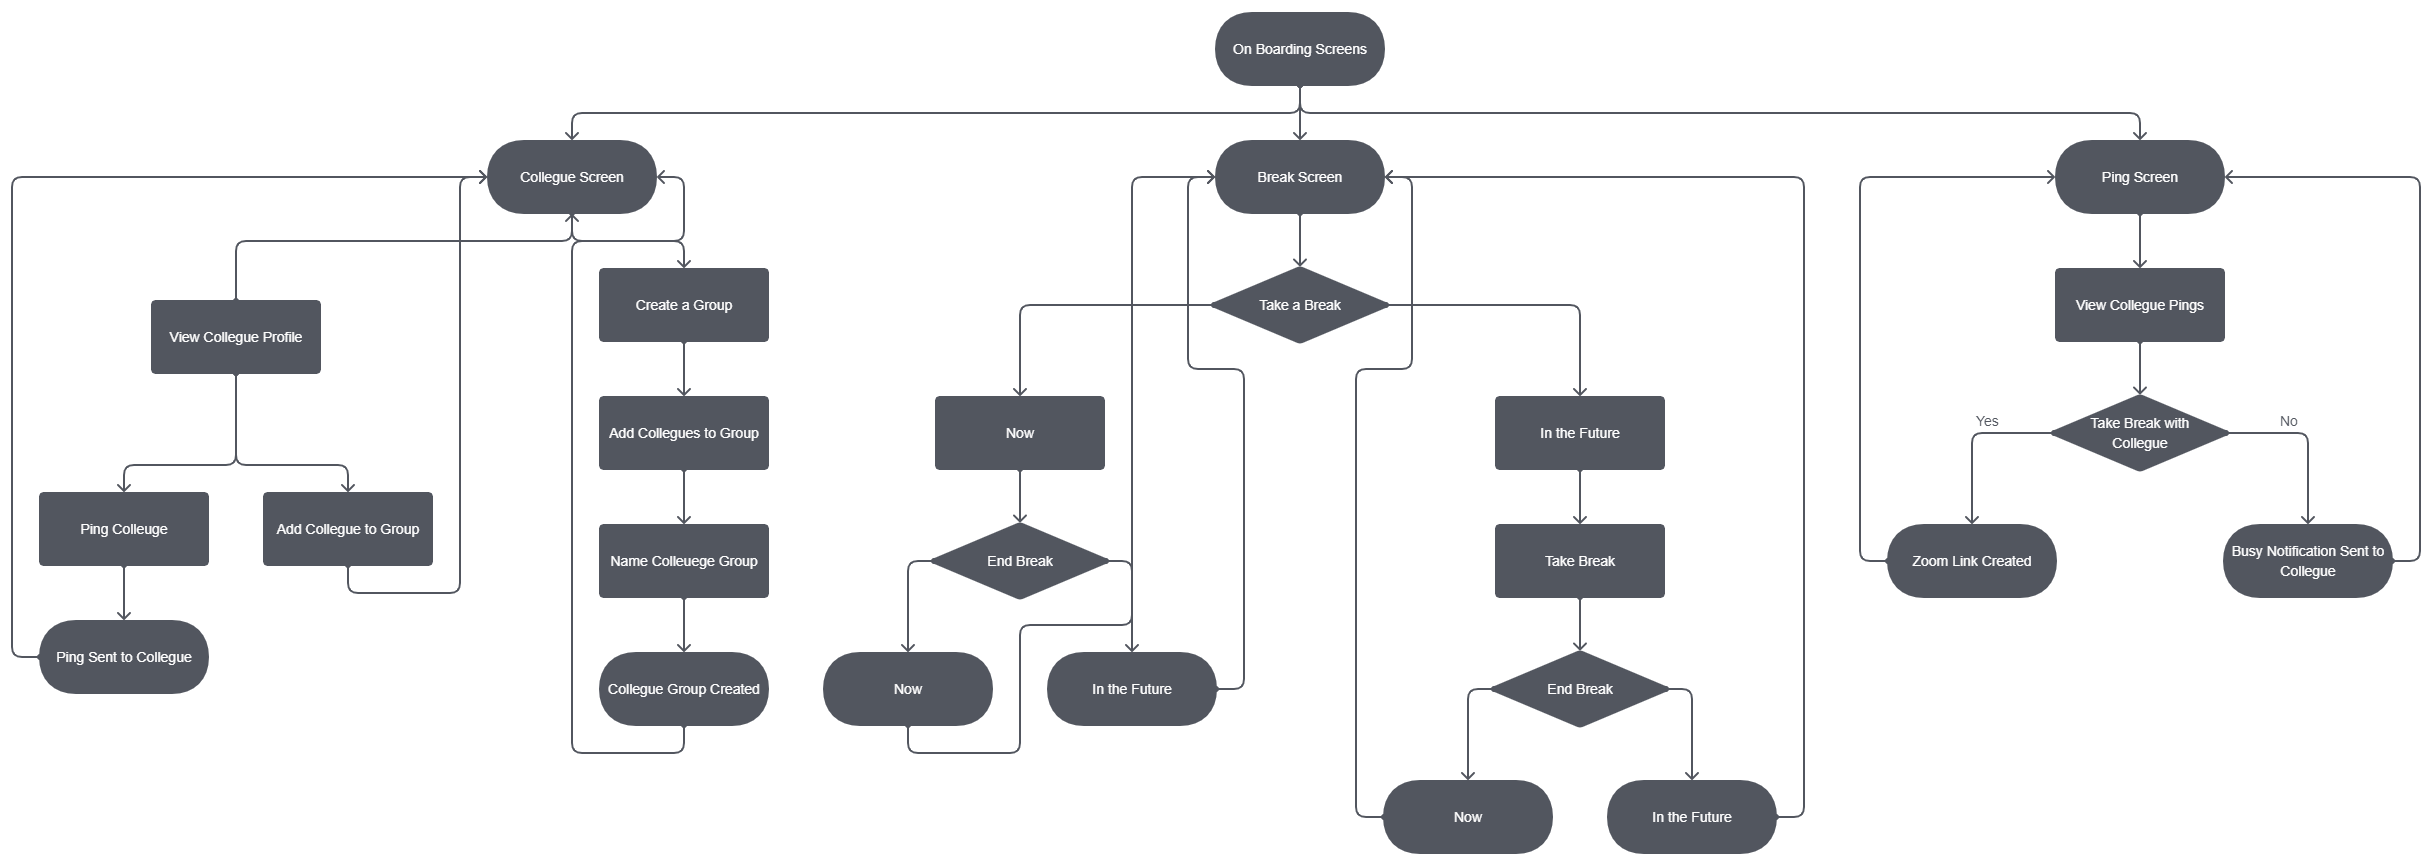 On Boarding Screens
Collegue Screen
Break Screen
Ping Screen
View Collegue Profile
Create a Group
Take a Break
View Collegue Pings
Add Collegues to Group
Now
In the Future
Yes
Take Break with
Collegue
No
Ping Colleuge
Add Collegue to Group
Name Colleuege Group
End Break
Take Break
Zoom Link Created
Busy Notification Sent to
Collegue
Ping Sent to Collegue
Collegue Group Created
Now
In the Future
End Break
Now
In the Future